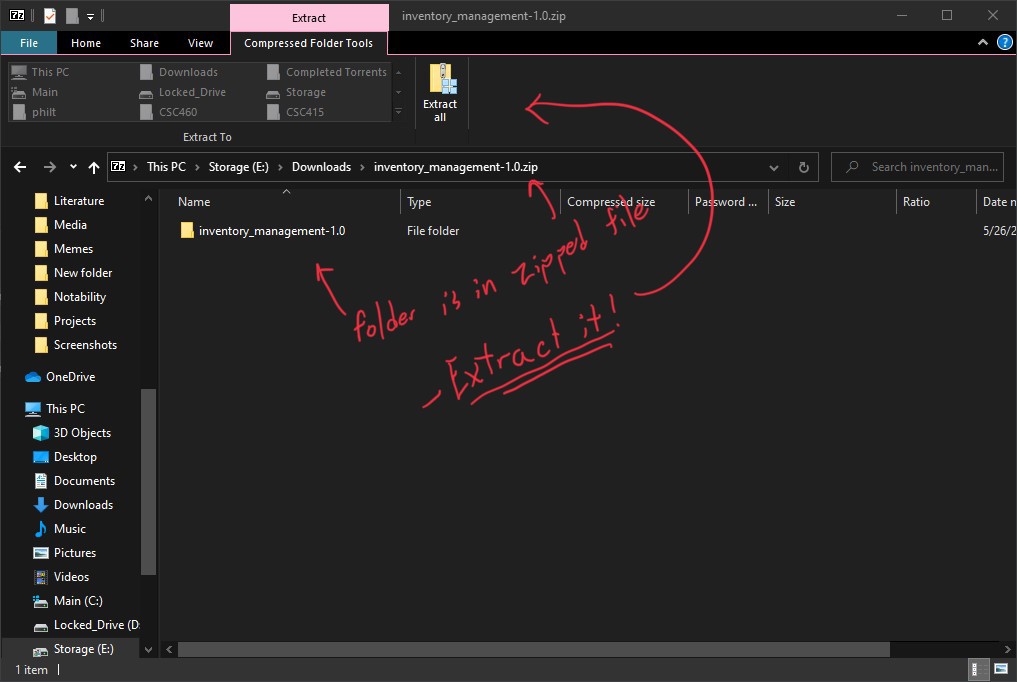 Extract
inventory_management-1.0.zip
File
Home
Share
View
Compressed Folder Tools
This PC
Downloads
Completed Torrents
Main
Locked_Drive
Storage
philt
CSC460
CSC415
Extract all
Extract To
This PC > Storage (E:) > Downloads > inventory_management-1.0.zip
Search inventory_man...
Name
Type
Compressed size
Password ...
Size
Ratio
Date n
inventory_management-1.0
File folder
5/26/2
folder is in zipped file
- Extract it!
Literature
Media
Memes
New folder
Notability
Projects
Screenshots
OneDrive
This PC
3D Objects
Desktop
Documents
Downloads
Music
Pictures
Videos
Main (C:)
Locked_Drive (D:
Storage (E:)
1 item